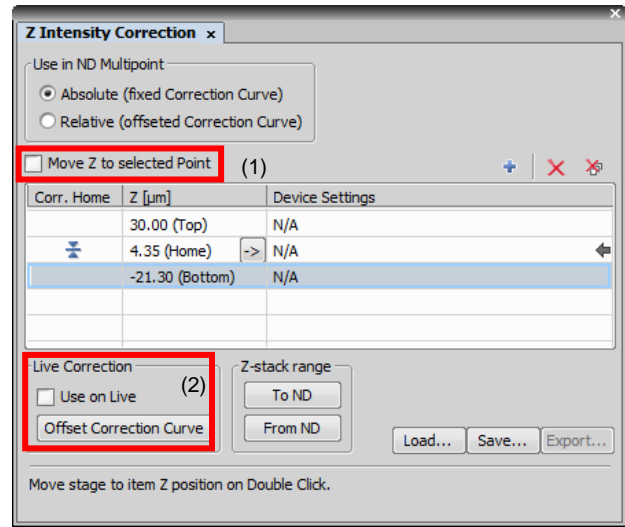 Z Intensity Correction x
Use in ND Multipoint
Absolute (fixed Correction Curve)
Relative (offseted Correction Curve)
Move Z to selected Point (1)
Corr. Home Z [µm] Device Settings
30.00 (Top) N/A
4.35 (Home) -> N/A
-21.30 (Bottom) N/A
Live Correction Z-stack range
Use on Live (2) To ND
Offset Correction Curve From ND Load... Save... Export...
Move stage to item Z position on Double Click.